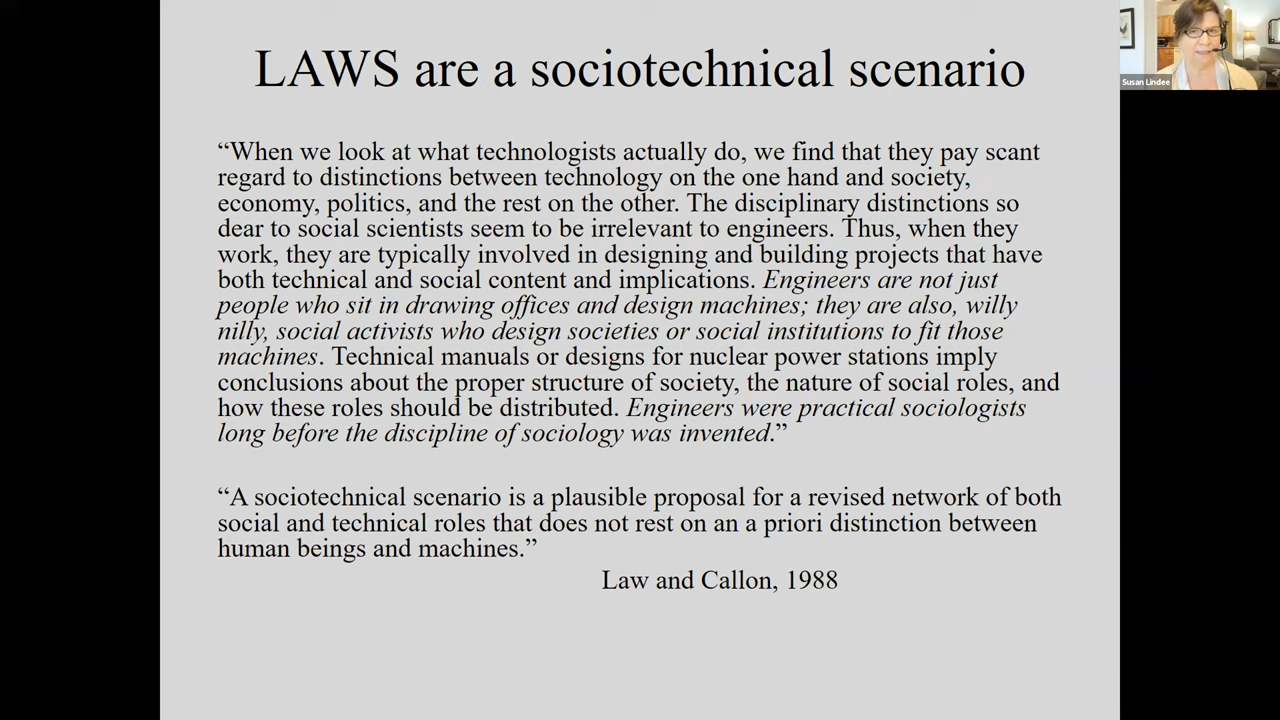 LAWS are a sociotechnical scenario
Susan Lindee
“When we look at what technologists actually do, we find that they pay scant
regard to distinctions between technology on the one hand and society,
economy, politics, and the rest on the other. The disciplinary distinctions so
dear to social scientists seem to be irrelevant to engineers. Thus, when they
work, they are typically involved in designing and building projects that have
both technical and social content and implications. Engineers are not just
people who sit in drawing offices and design machines; they are also, willy
nilly, social activists who design societies or social institutions to fit those
machines. Technical manuals or designs for nuclear power stations imply
conclusions about the proper structure of society, the nature of social roles, and
how these roles should be distributed. Engineers were practical sociologists
long before the discipline of sociology was invented.”
“A sociotechnical scenario is a plausible proposal for a revised network of both
social and technical roles that does not rest on an a priori distinction between
human beings and machines.”
Law and Callon, 1988